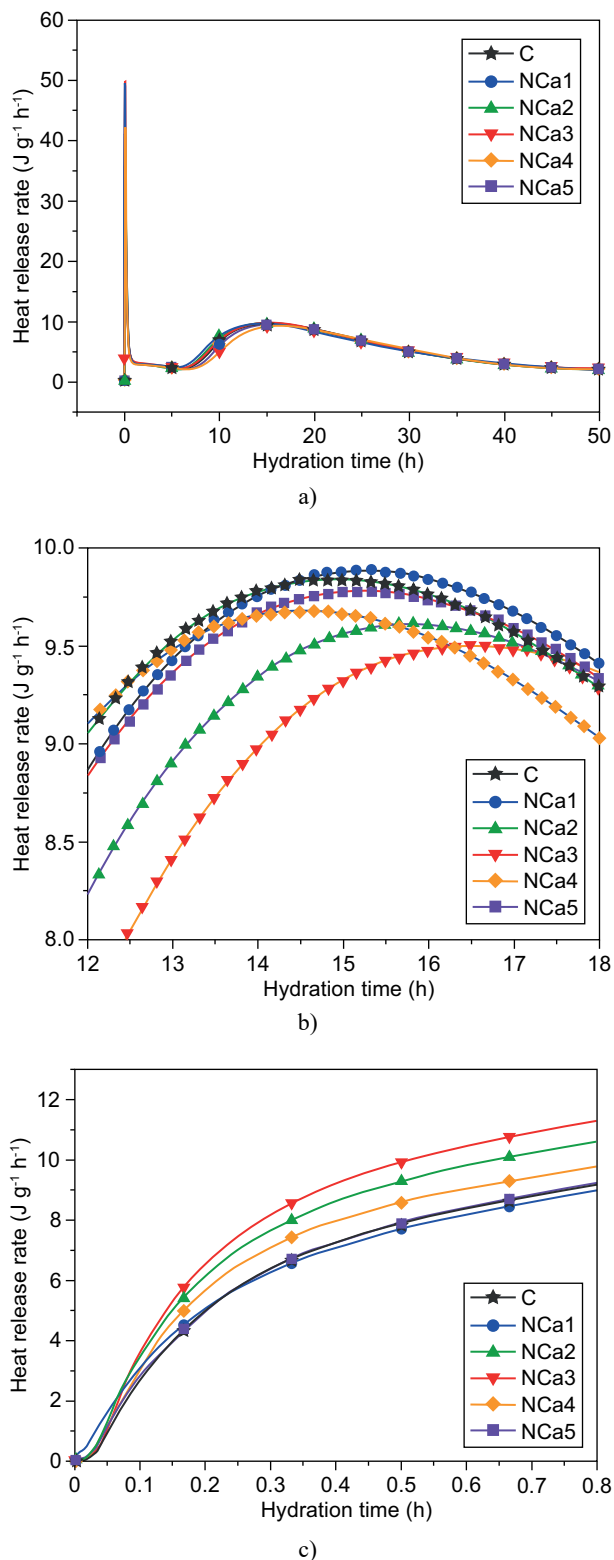 60
50
40
30
20
10
0
Heat release rate (J g⁻¹ h⁻¹)
C
NCa1
NCa2
NCa3
NCa4
NCa5
0 10 20 30 40 50
Hydration time (h)
a)
10.0
9.5
9.0
8.5
8.0
Heat release rate (J g⁻¹ h⁻¹)
C
NCa1
NCa2
NCa3
NCa4
NCa5
12 13 14 15 16 17 18
Hydration time (h)
b)
12
10
8
6
4
2
0
Heat release rate (J g⁻¹ h⁻¹)
C
NCa1
NCa2
NCa3
NCa4
NCa5
0 0.1 0.2 0.3 0.4 0.5 0.6 0.7 0.8
Hydration time (h)
c)